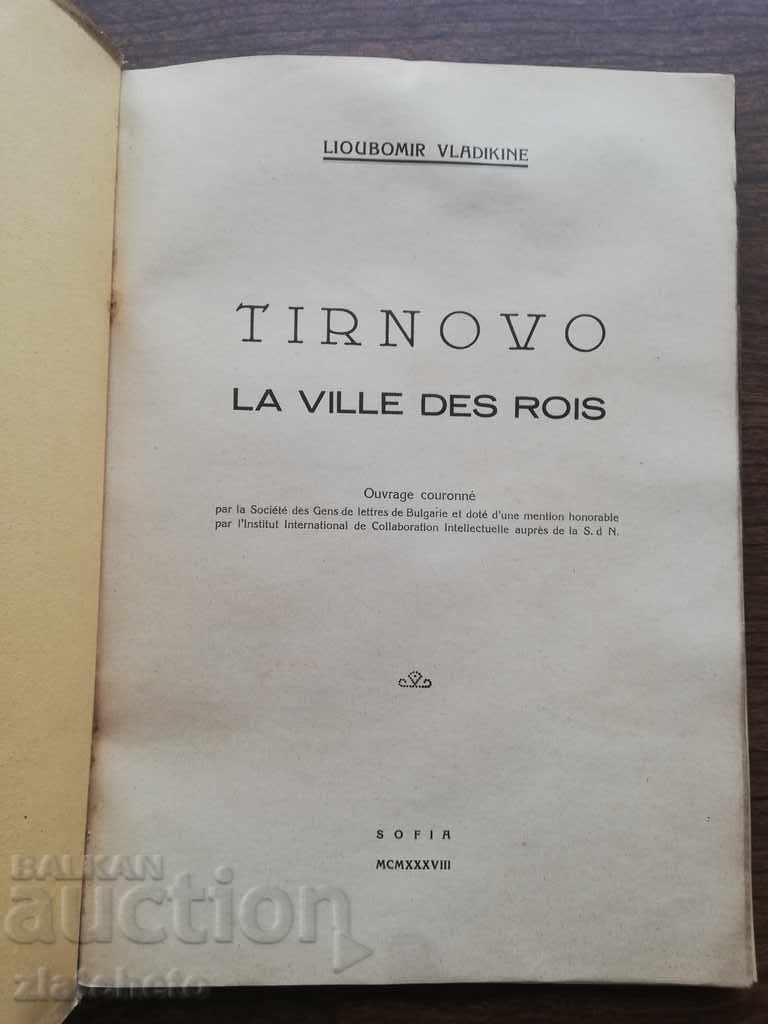 LIOUBOMIR VLADIKINE
TIRNOVO
LA VILLE DES ROIS
Ouvrage couronné
par la Société des Gens de lettres de Bulgarie et doté d'une mention honorable
par l'Institut International de Collaboration Intellectuelle auprès de la S. d N.
SOFIA
MCMXXXVIII
BALKAN
auction
zlatsheto